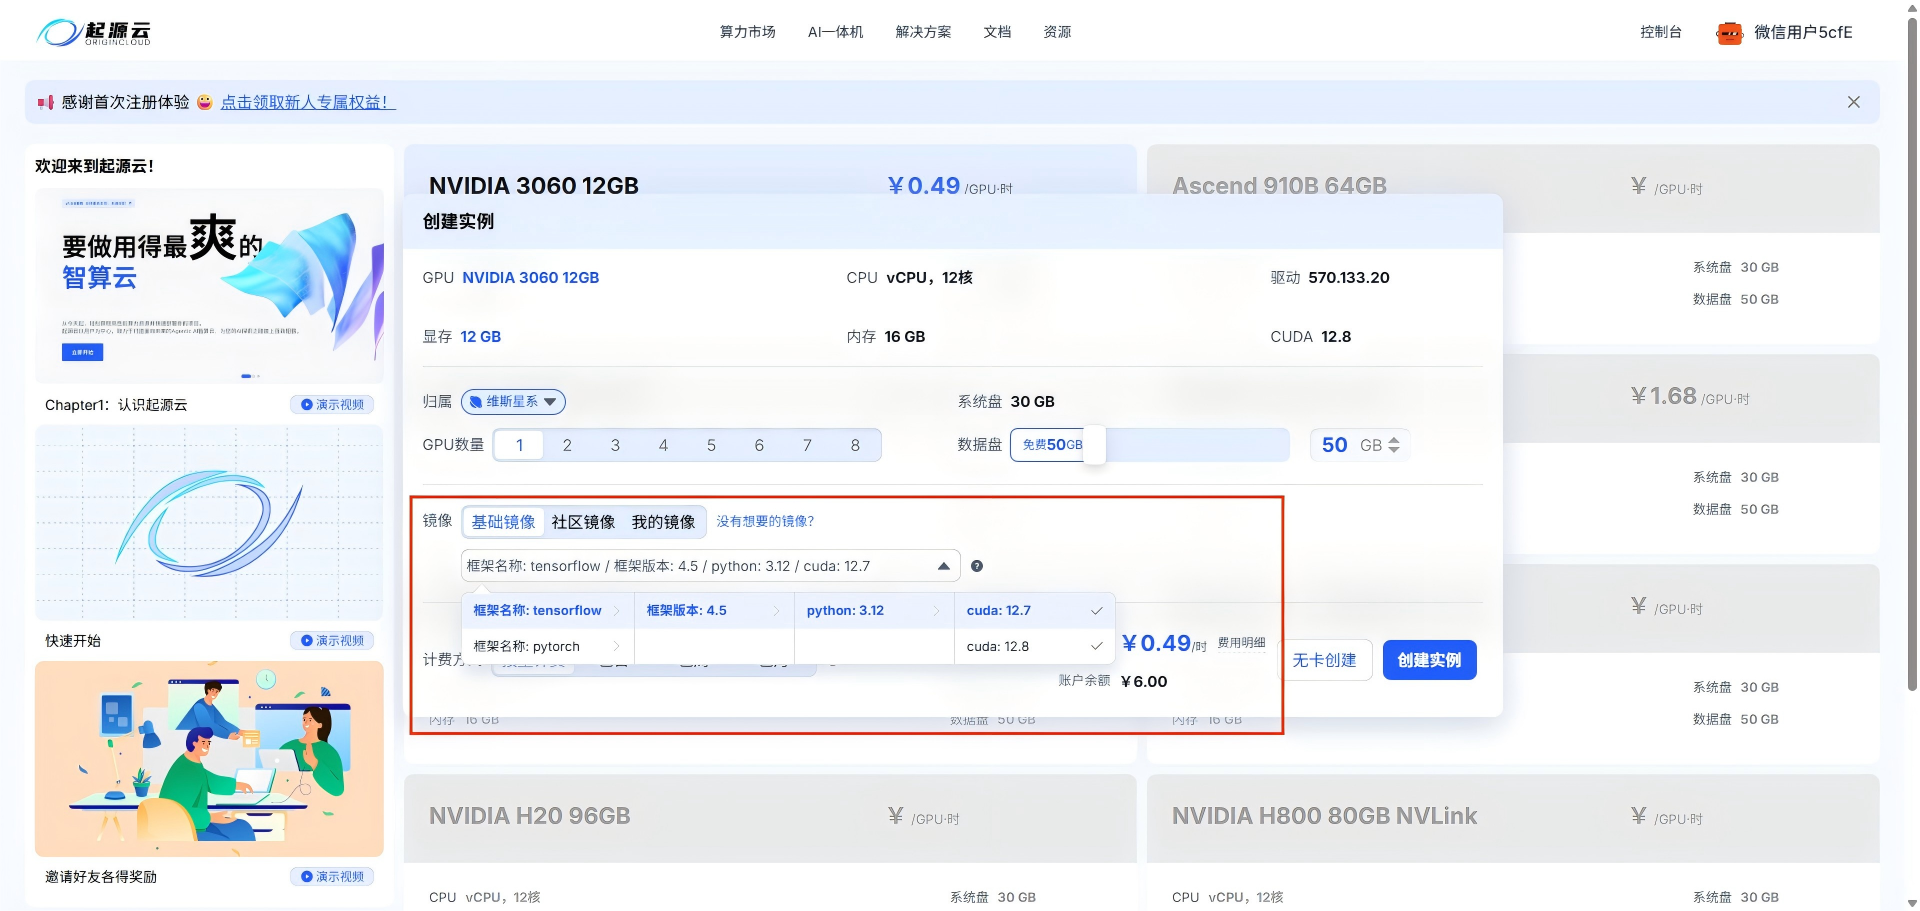 起源云
ORIGINCLOUD
算力市场 AI一体机 解决方案 文档 资源
控制台 微信用户5cfE
感谢首次注册体验 点击领取新人专属权益！
欢迎来到起源云！
要做用得最爽的
智算云
立即开始
Chapter1：认识起源云 演示视频
快速开始 演示视频
邀请好友各得奖励 演示视频
NVIDIA 3060 12GB ￥0.49 /GPU·时
Ascend 910B 64GB ￥ /GPU·时
创建实例
GPU NVIDIA 3060 12GB CPU vCPU，12核 驱动 570.133.20
显存 12 GB 内存 16 GB CUDA 12.8
归属 维斯星系 系统盘 30 GB
GPU数量 1 2 3 4 5 6 7 8 数据盘 免费50GB 50 GB
镜像 基础镜像 社区镜像 我的镜像 没有想要的镜像?
框架名称: tensorflow / 框架版本: 4.5 / python: 3.12 / cuda: 12.7
框架名称: tensorflow 框架版本: 4.5 python: 3.12 cuda: 12.7
框架名称: pytorch cuda: 12.8
计费方 ￥0.49/时 费用明细 无卡创建 创建实例
账户余额 ￥6.00
内存 16 GB 数据盘 50 GB 内存 16 GB
系统盘 30 GB
数据盘 50 GB
￥1.68 /GPU·时
系统盘 30 GB
数据盘 50 GB
￥ /GPU·时
系统盘 30 GB
数据盘 50 GB
NVIDIA H20 96GB ￥ /GPU·时
NVIDIA H800 80GB NVLink ￥ /GPU·时
CPU vCPU，12核 系统盘 30 GB
CPU vCPU，12核 系统盘 30 GB